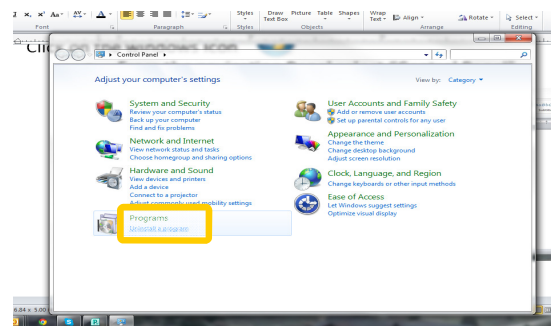 Styles Draw Text Box Picture Table Shapes Wrap Text Align Rotate Select
Font Paragraph Styles Objects Arrange Editing
Click on the windows icon
Control Panel
Adjust your computer's settings
View by: Category
System and Security
Review your computer's status
Back up your computer
Find and fix problems
Network and Internet
View network status and tasks
Choose homegroup and sharing options
Hardware and Sound
View devices and printers
Add a device
Connect to a projector
Adjust commonly used mobility settings
Programs
Uninstall a program
User Accounts and Family Safety
Add or remove user accounts
Set up parental controls for any user
Appearance and Personalization
Change the theme
Change desktop background
Adjust screen resolution
Clock, Language, and Region
Change keyboards or other input methods
Ease of Access
Let Windows suggest settings
Optimize visual display